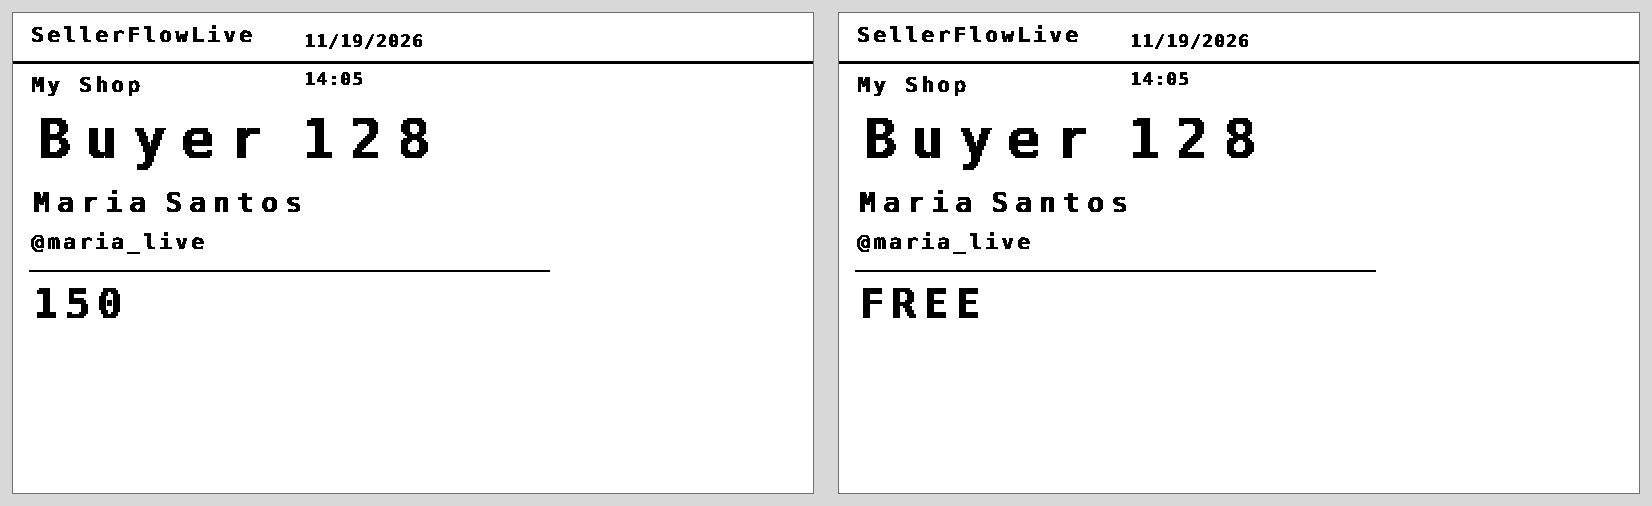 SellerFlowLive 11/19/2026
My Shop 14:05
Buyer 128
Maria Santos
@maria_live
150
SellerFlowLive 11/19/2026
My Shop 14:05
Buyer 128
Maria Santos
@maria_live
FREE